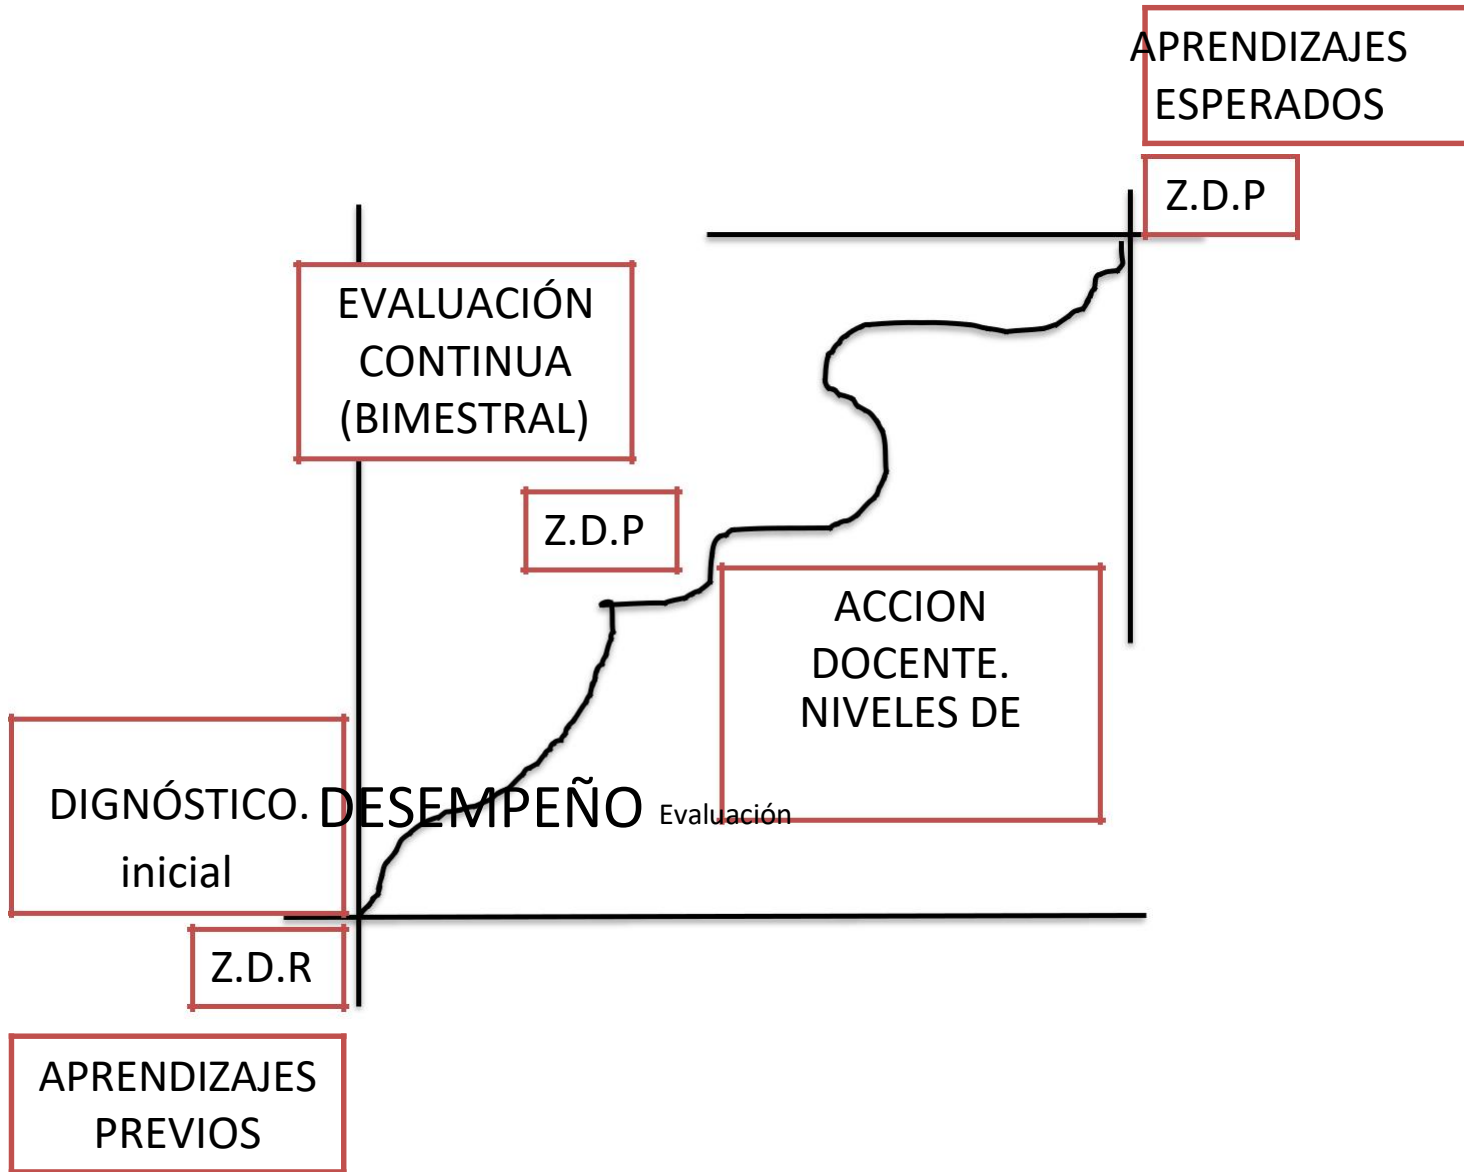 APRENDIZAJES
ESPERADOS
Z.D.P
EVALUACIÓN
CONTINUA
(BIMESTRAL)
Z.D.P
ACCION
DOCENTE.
NIVELES DE
DIGNÓSTICO. DESEMPEÑO Evaluación
inicial
Z.D.R
APRENDIZAJES
PREVIOS